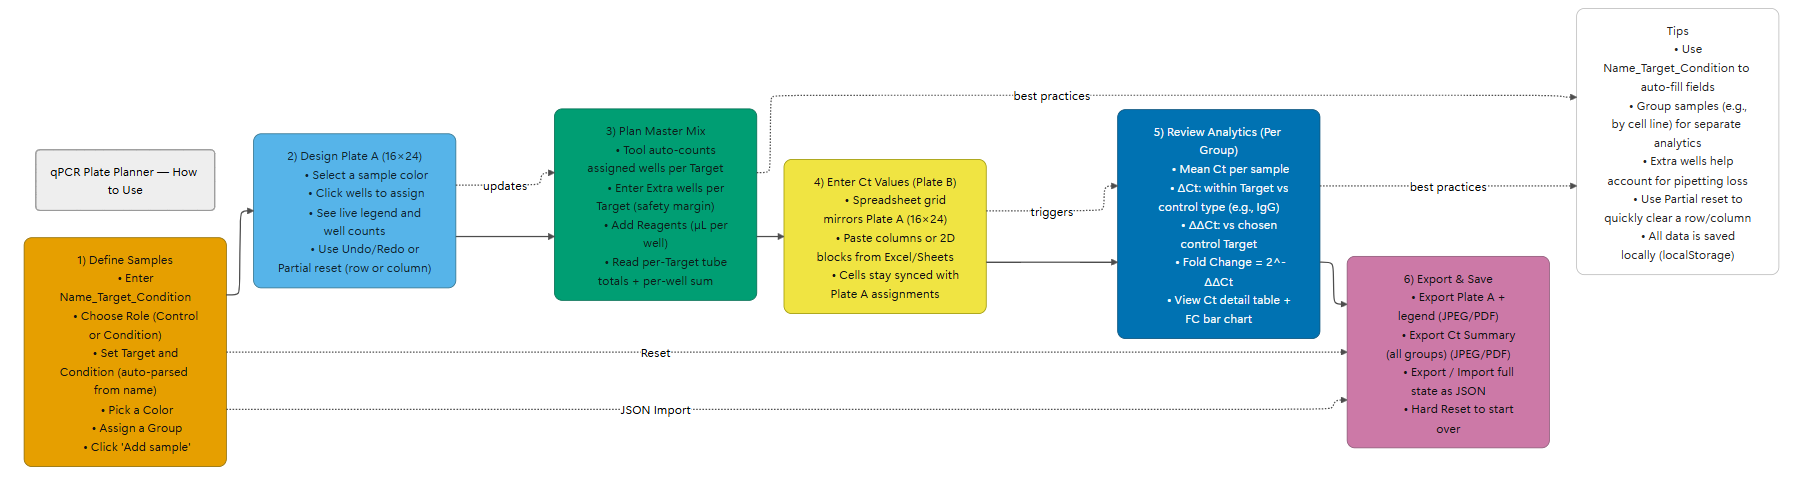 qPCR Plate Planner — How
to Use
1) Define Samples
• Enter
Name_Target_Condition
• Choose Role (Control
or Condition)
• Set Target and
Condition (auto-parsed
from name)
• Pick a Color
• Assign a Group
• Click 'Add sample'
2) Design Plate A (16×24)
• Select a sample color
• Click wells to assign
• See live legend and
well counts
• Use Undo/Redo or
Partial reset (row or column)
updates
3) Plan Master Mix
• Tool auto-counts
assigned wells per Target
• Enter Extra wells per
Target (safety margin)
• Add Reagents (µL per
well)
• Read per-Target tube
totals + per-well sum
4) Enter Ct Values (Plate B)
• Spreadsheet grid
mirrors Plate A (16×24)
• Paste columns or 2D
blocks from Excel/Sheets
• Cells stay synced with
Plate A assignments
triggers
5) Review Analytics (Per
Group)
• Mean Ct per sample
• ΔCt: within Target vs
control type (e.g., IgG)
• ΔΔCt: vs chosen
control Target
• Fold Change = 2^-
ΔΔCt
• View Ct detail table +
FC bar chart
6) Export & Save
• Export Plate A +
legend (JPEG/PDF)
• Export Ct Summary
(all groups) (JPEG/PDF)
• Export / Import full
state as JSON
• Hard Reset to start
over
Tips
• Use
Name_Target_Condition to
auto-fill fields
• Group samples (e.g.,
by cell line) for separate
analytics
• Extra wells help
account for pipetting loss
• Use Partial reset to
quickly clear a row/column
• All data is saved
locally (localStorage)
best practices
best practices
Reset
JSON Import